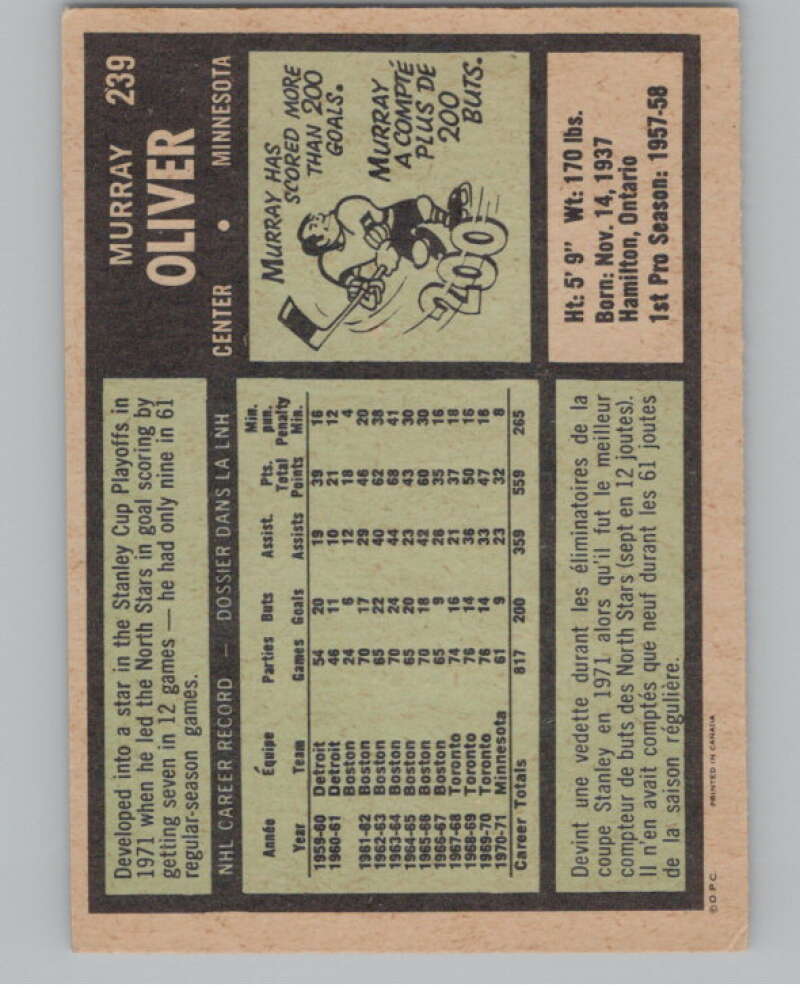 MURRAY 239
OLIVER
CENTER • MINNESOTA
Developed into a star in the Stanley Cup Playoffs in
1971 when he led the North Stars in goal scoring by
getting seven in 12 games — he had only nine in 61
regular-season games.
MURRAY HAS
SCORED MORE
THAN 200
GOALS.
MURRAY
A COMPTÉ
PLUS DE
200
BUTS.
200
NHL CAREER RECORD — DOSSIER DANS LA LNH
Année Équipe Parties Buts Assist. Pts. Total Points Min. pun. Penalty Min.
Year Team Games Goals Assists
1959-60 Detroit 54 20 19 39 16
1960-61 Detroit 46 11 10 21 12
Boston 24 6 12 18 4
1961-62 Boston 70 17 29 46 20
1962-63 Boston 65 22 40 62 38
1963-64 Boston 70 24 44 68 41
1964-65 Boston 65 20 23 43 30
1965-66 Boston 70 18 42 60 30
1966-67 Boston 65 9 26 35 16
1967-68 Toronto 74 16 21 37 18
1968-69 Toronto 76 14 36 50 16
1969-70 Toronto 76 14 33 47 16
1970-71 Minnesota 61 9 23 32 8
Career Totals 817 200 359 559 265
Ht: 5' 9" Wt: 170 lbs.
Born: Nov. 14, 1937
Hamilton, Ontario
1st Pro Season: 1957-58
Devint une vedette durant les éliminatoires de la
coupe Stanley en 1971 alors qu'il fut le meilleur
compteur de buts des North Stars (sept en 12 joutes).
Il n'en avait comptés que neuf durant les 61 joutes
de la saison régulière.
©O.P.C. PRINTED IN CANADA